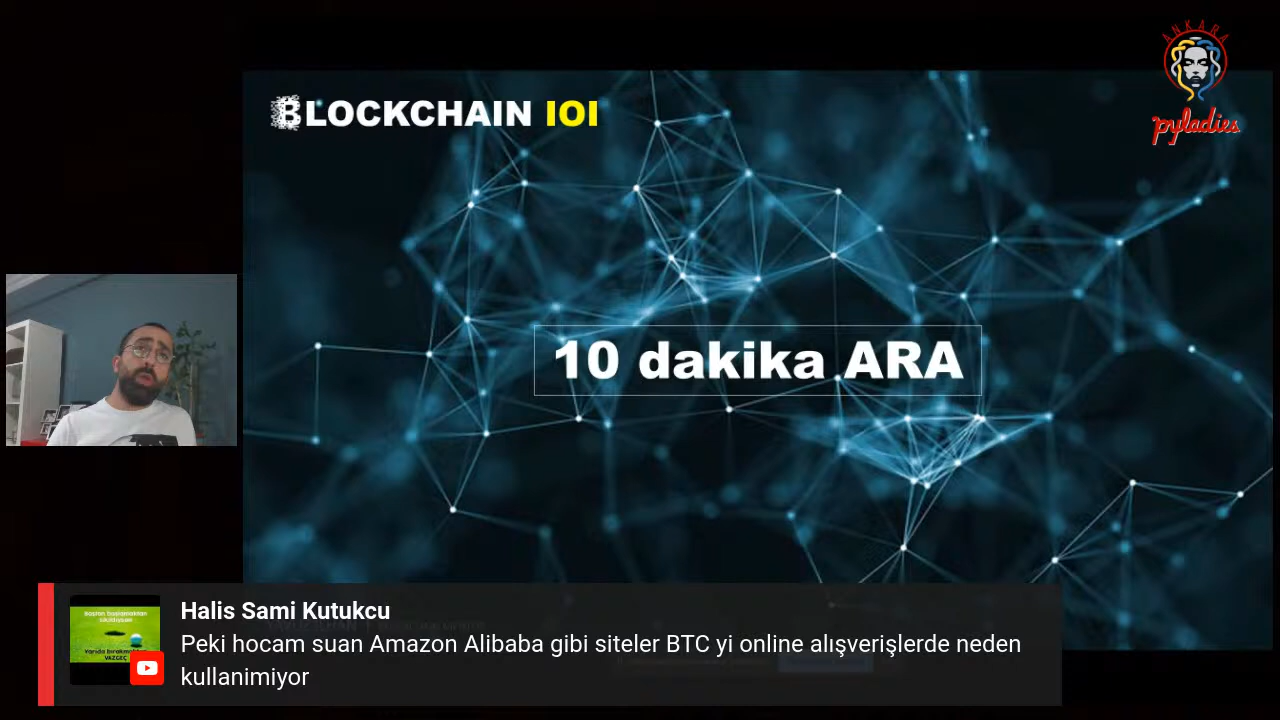 ANKARA
pyladies
BLOCKCHAIN 101
10 dakika ARA
Halis Sami Kutukcu
Peki hocam suan Amazon Alibaba gibi siteler BTC yi online alışverişlerde neden
kullanimiyor